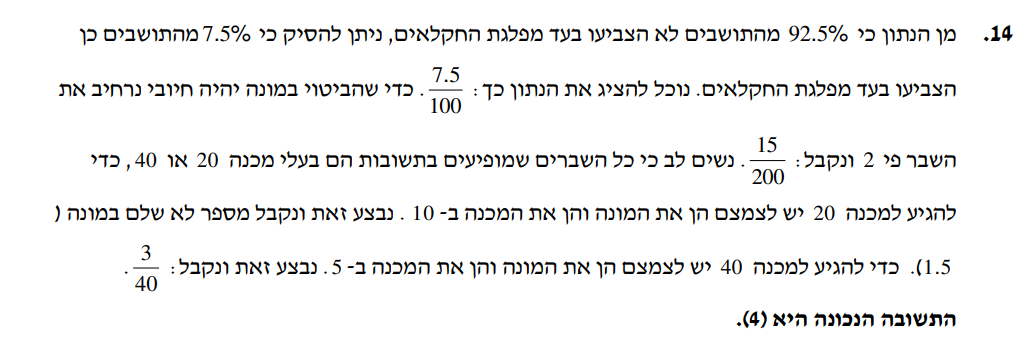 14. מן הנתון כי 92.5% מהתושבים לא הצביעו בעד מפלגת החקלאים, ניתן להסיק כי 7.5% מהתושבים כן
הצביעו בעד מפלגת החקלאים. נוכל להציג את הנתון כך: 7.5/100. כדי שהביטוי במונה יהיה חיובי נרחיב את
השבר פי 2 ונקבל: 15/200. נשים לב כי כל השברים שמופיעים בתשובות הם בעלי מכנה 20 או 40, כדי
להגיע למכנה 20 יש לצמצם הן את המונה והן את המכנה ב- 10. נבצע זאת ונקבל מספר לא שלם במונה (
1.5). כדי להגיע למכנה 40 יש לצמצם הן את המונה והן את המכנה ב- 5. נבצע זאת ונקבל: 3/40.
התשובה הנכונה היא (4).